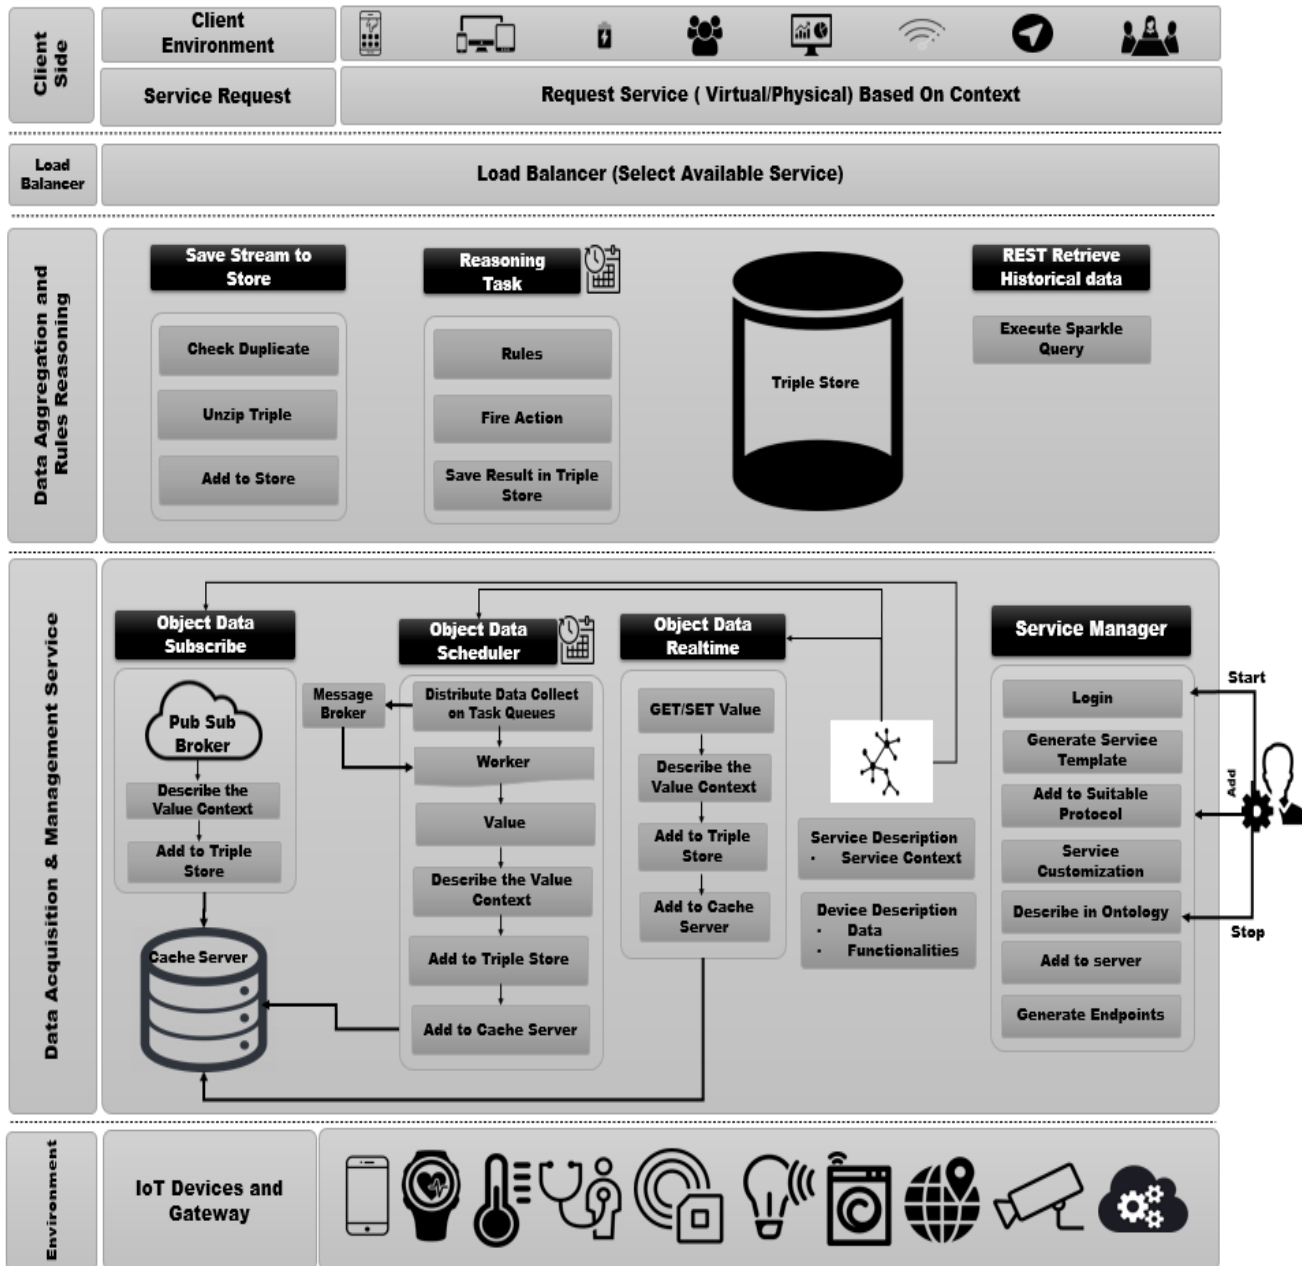 Client
Side
Client
Environment
Service Request
Request Service ( Virtual/Physical) Based On Context
Load
Balancer
Load Balancer (Select Available Service)
Data Aggregation and
Rules Reasoning
Save Stream to
Store
Check Duplicate
Unzip Triple
Add to Store
Reasoning
Task
Rules
Fire Action
Save Result in Triple
Store
Triple Store
REST Retrieve
Historical data
Execute Sparkle
Query
Data Acquisition & Management Service
Object Data
Subscribe
Pub Sub
Broker
Describe the
Value Context
Add to Triple
Store
Cache Server
Message
Broker
Object Data
Scheduler
Distribute Data Collect
on Task Queues
Worker
Value
Describe the Value
Context
Add to Triple Store
Add to Cache Server
Object Data
Realtime
GET/SET Value
Describe the
Value Context
Add to Triple
Store
Add to Cache
Server
Service Description
· Service Context
Device Description
· Data
· Functionalities
Service Manager
Login
Generate Service
Template
Add to Suitable
Protocol
Service
Customization
Describe in Ontology
Add to server
Generate Endpoints
Start
Add
Stop
Environment
IoT Devices and
Gateway